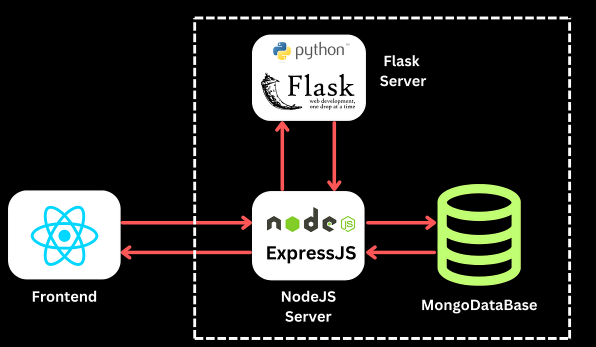 python™
Flask
web development,
one drop at a time
Flask
Server
node
JS
ExpressJS
Frontend
NodeJS
Server
MongoDataBase